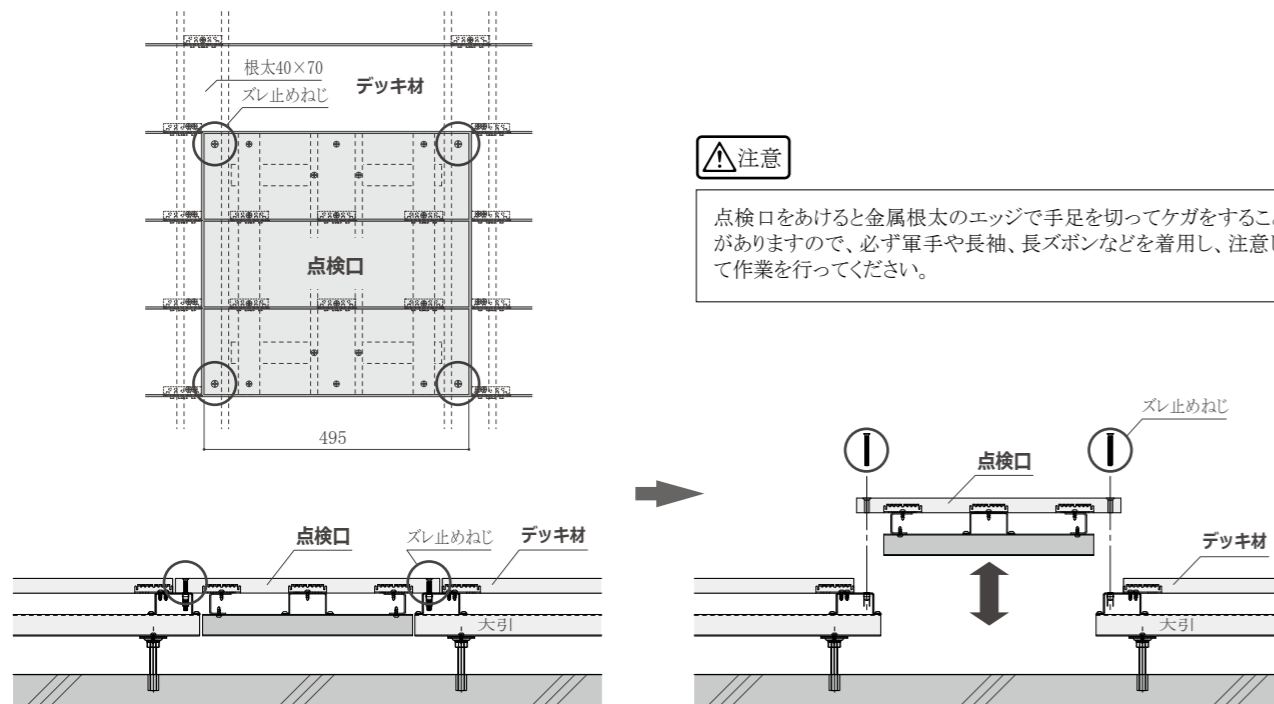 根太40×70
デッキ材
ズレ止めねじ
点検口
495
注意
点検口をあけると金属根太のエッジで手足を切ってケガをするこ
がありますので、必ず軍手や長袖、長ズボンなどを着用し、注意し
て作業を行ってください。
点検口
ズレ止めねじ
デッキ材
大引
ズレ止めねじ
点検口
デッキ材
大引